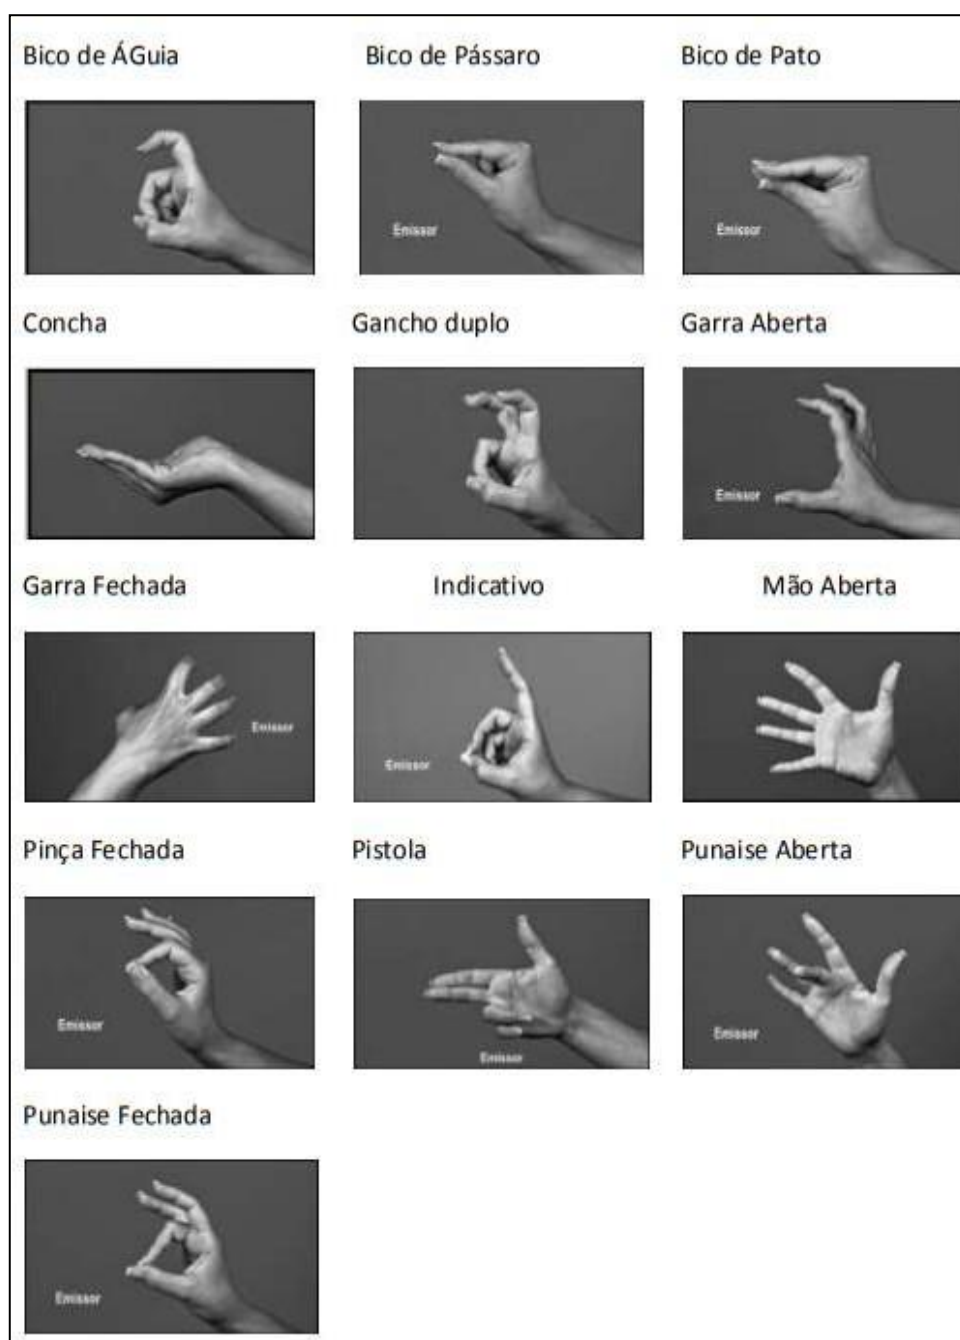 Bico de ÁGuia
Bico de Pássaro
Bico de Pato
Emissor
Emissor
Concha
Gancho duplo
Garra Aberta
Emissor
Garra Fechada
Indicativo
Mão Aberta
Emissor
Emissor
Pinça Fechada
Pistola
Punaise Aberta
Emissor
Emissor
Emissor
Punaise Fechada
Emissor